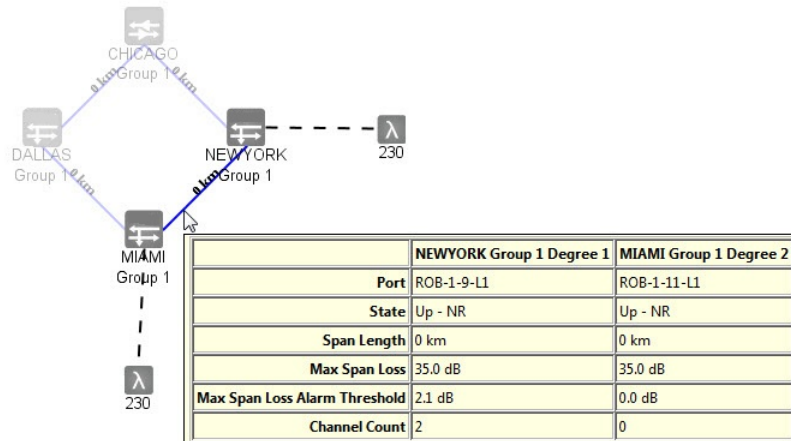 CHICAGO
Group 1
0 km
0 km
DALLAS
Group 1
NEWYORK
Group 1
λ
230
0 km
0 km
MIAMI
Group 1
λ
230
NEWYORK Group 1 Degree 1 MIAMI Group 1 Degree 2
Port ROB-1-9-L1 ROB-1-11-L1
State Up - NR Up - NR
Span Length 0 km 0 km
Max Span Loss 35.0 dB 35.0 dB
Max Span Loss Alarm Threshold 2.1 dB 0.0 dB
Channel Count 2 0